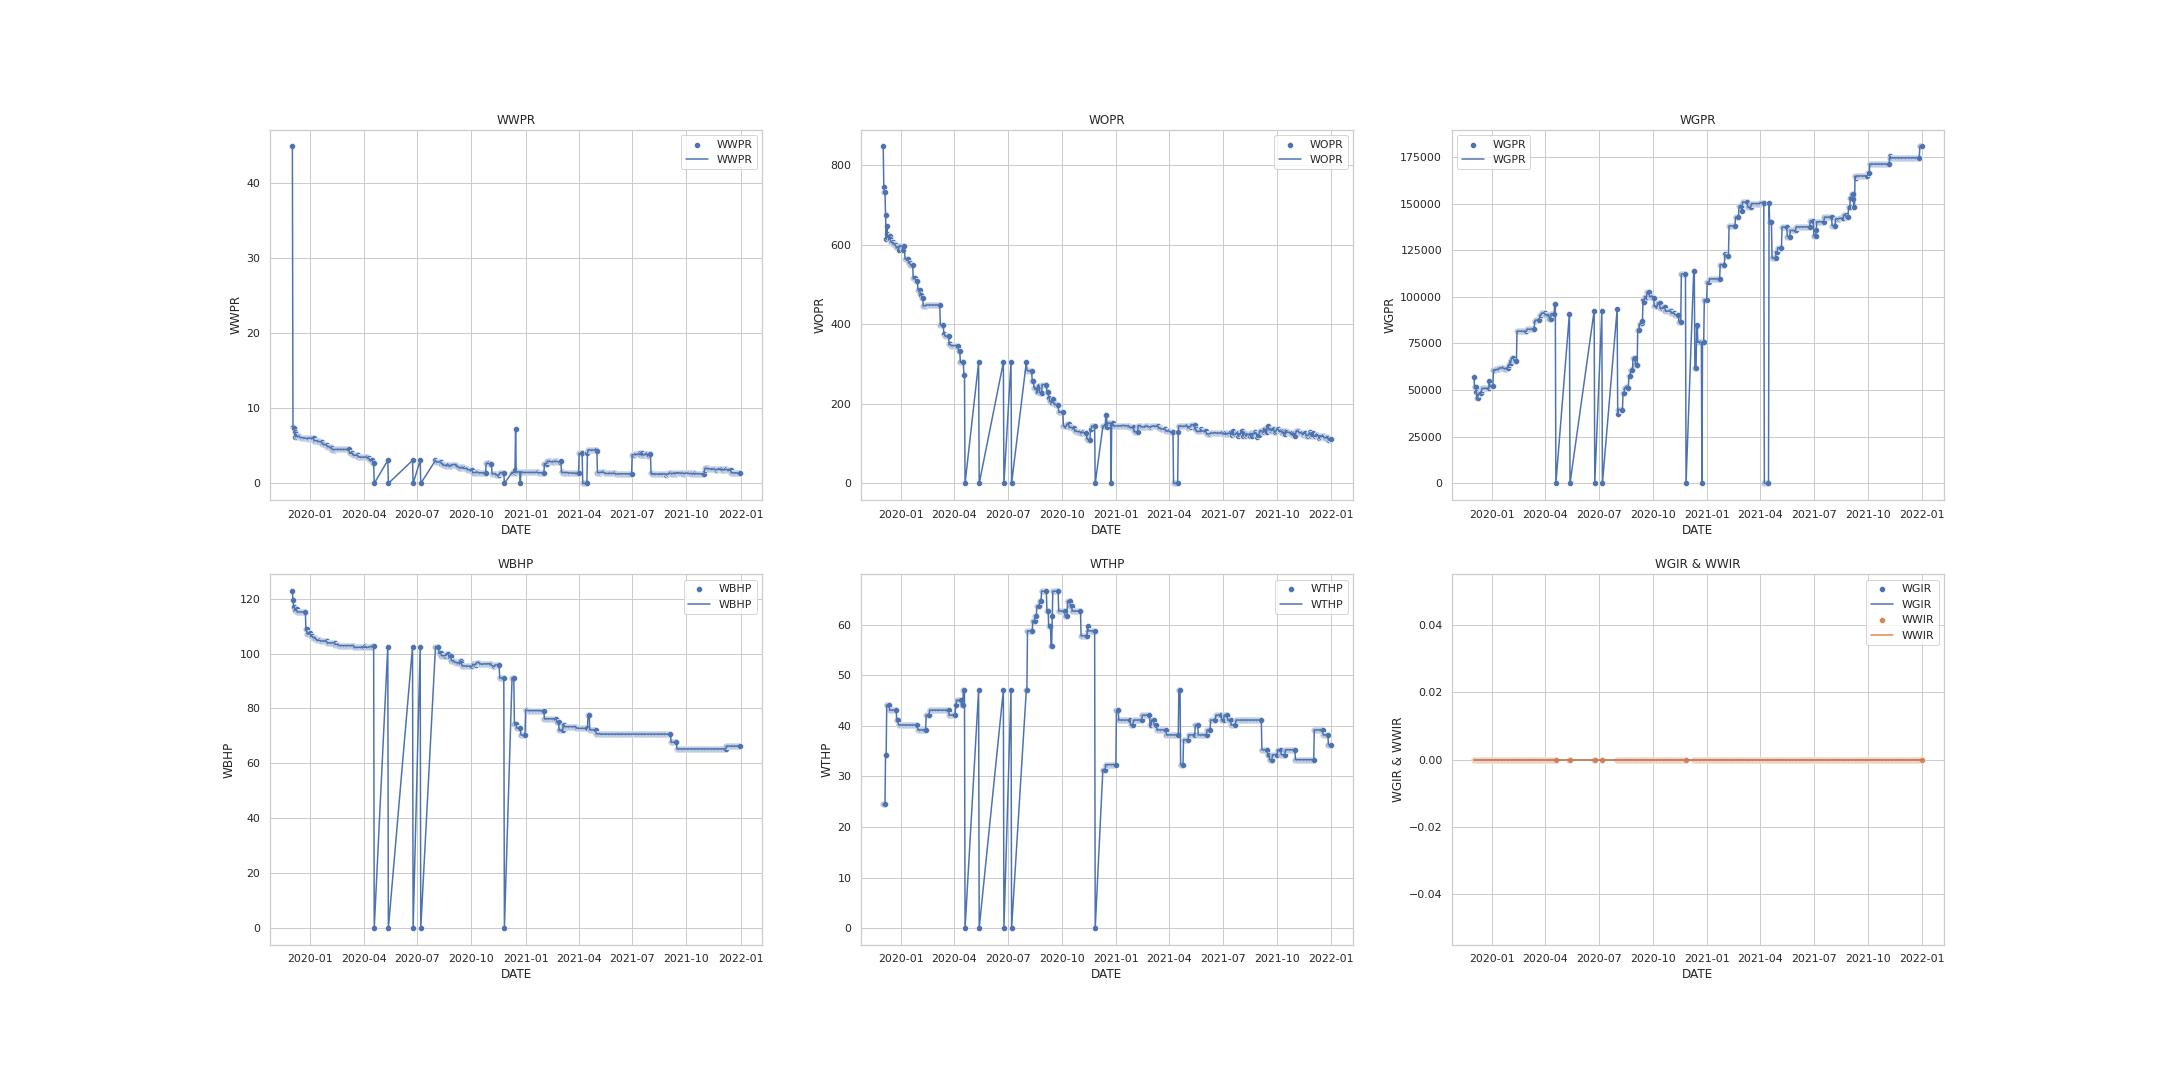 WWPR
WWPR
WWPR
40
30
20
10
0
WWPR
2020-01 2020-04 2020-07 2020-10 2021-01 2021-04 2021-07 2021-10 2022-01
DATE
WOPR
WOPR
WOPR
800
600
400
200
0
WOPR
2020-01 2020-04 2020-07 2020-10 2021-01 2021-04 2021-07 2021-10 2022-01
DATE
WGPR
WGPR
WGPR
175000
150000
125000
100000
75000
50000
25000
0
WGPR
2020-01 2020-04 2020-07 2020-10 2021-01 2021-04 2021-07 2021-10 2022-01
DATE
WBHP
WBHP
WBHP
120
100
80
60
40
20
0
WBHP
2020-01 2020-04 2020-07 2020-10 2021-01 2021-04 2021-07 2021-10 2022-01
DATE
WTHP
WTHP
WTHP
60
50
40
30
20
10
0
WTHP
2020-01 2020-04 2020-07 2020-10 2021-01 2021-04 2021-07 2021-10 2022-01
DATE
WGIR & WWIR
WGIR
WGIR
WWIR
WWIR
0.04
0.02
0.00
−0.02
−0.04
WGIR & WWIR
2020-01 2020-04 2020-07 2020-10 2021-01 2021-04 2021-07 2021-10 2022-01
DATE